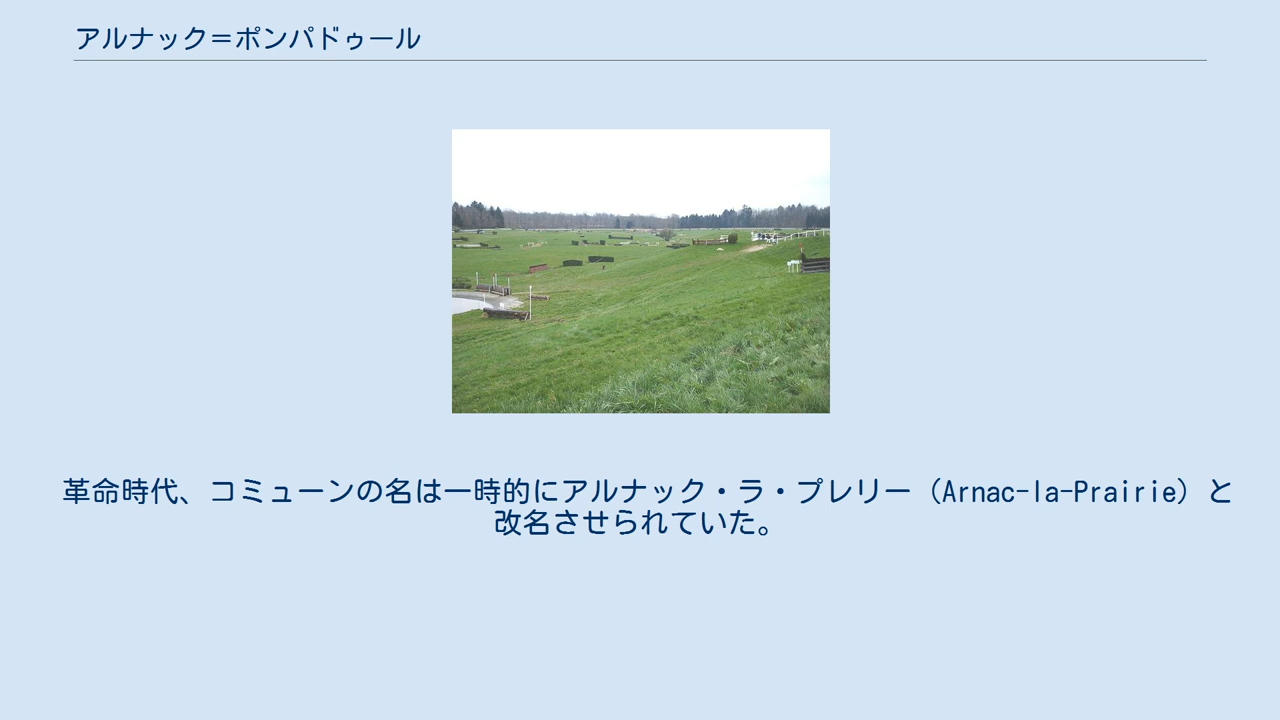 アルナック＝ポンパドゥール
革命時代、コミューンの名は一時的にアルナック・ラ・プレリー（Arnac-la-Prairie）と
改名させられていた。